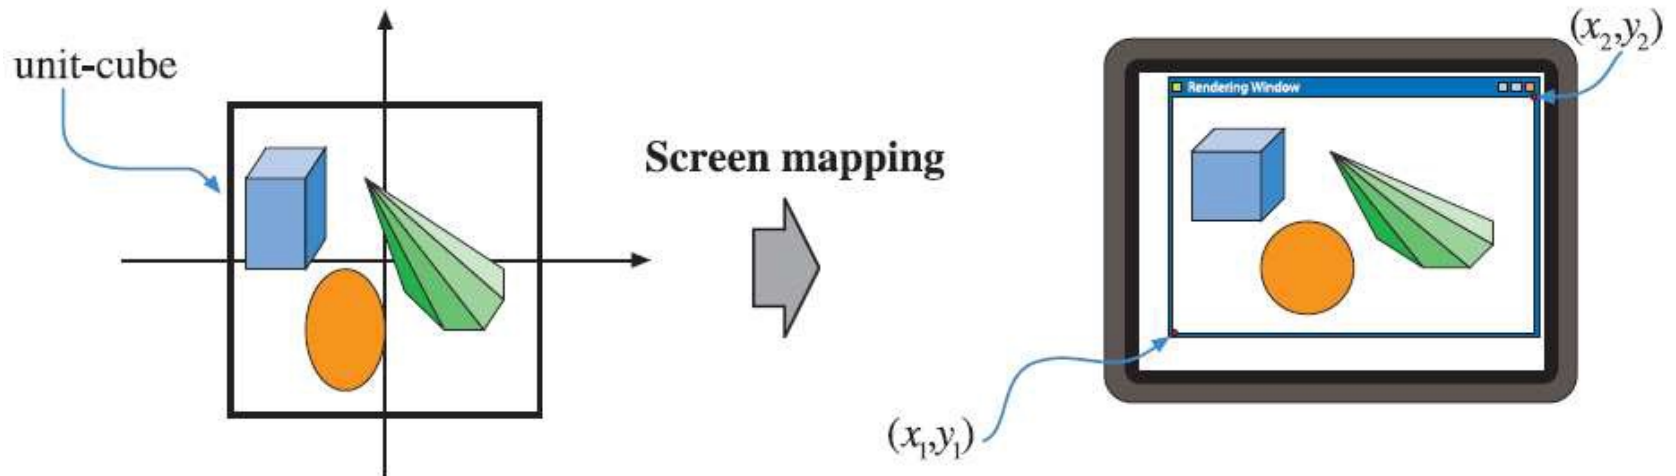 unit-cube
Screen mapping
(x₂,y₂)
Rendering Window
(x₁,y₁)